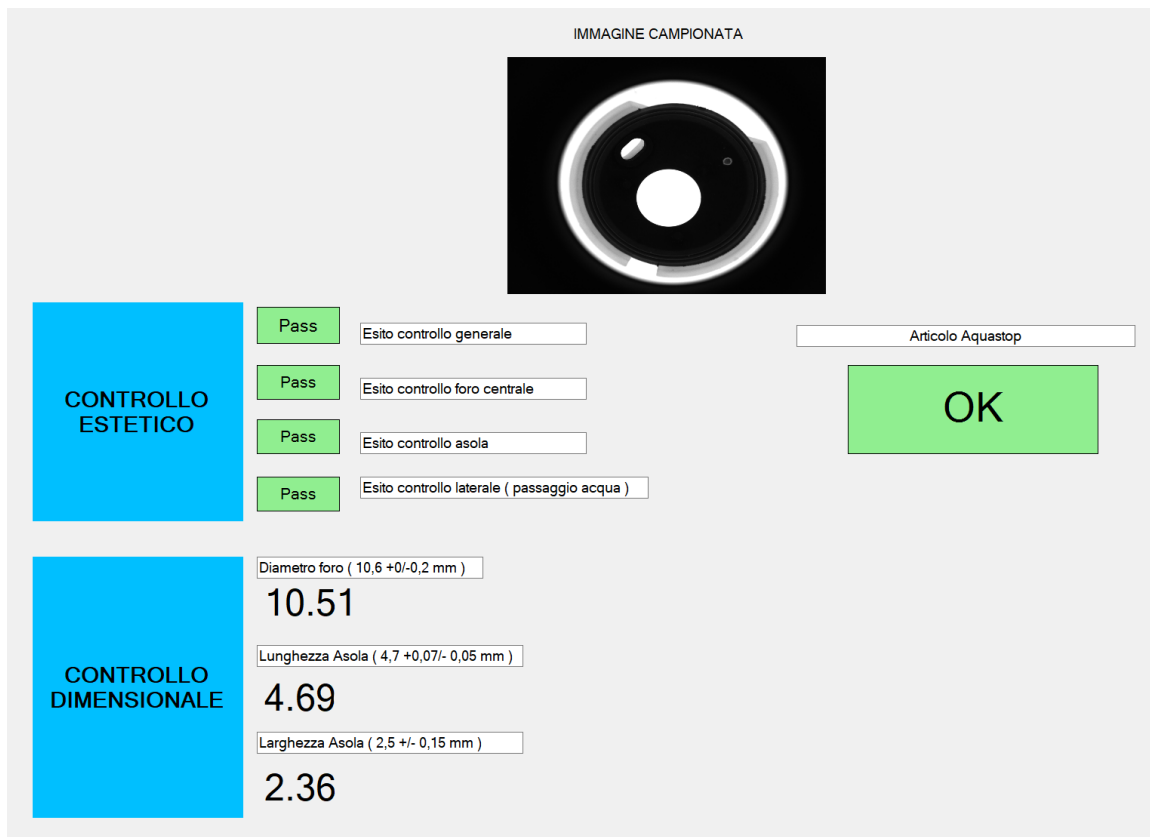 IMMAGINE CAMPIONATA
CONTROLLO
ESTETICO
Pass
Esito controllo generale
Pass
Esito controllo foro centrale
Pass
Esito controllo asola
Pass
Esito controllo laterale ( passaggio acqua )
Articolo Aquastop
OK
CONTROLLO
DIMENSIONALE
Diametro foro ( 10,6 +0/-0,2 mm )
10.51
Lunghezza Asola ( 4,7 +0,07/- 0,05 mm )
4.69
Larghezza Asola ( 2,5 +/- 0,15 mm )
2.36